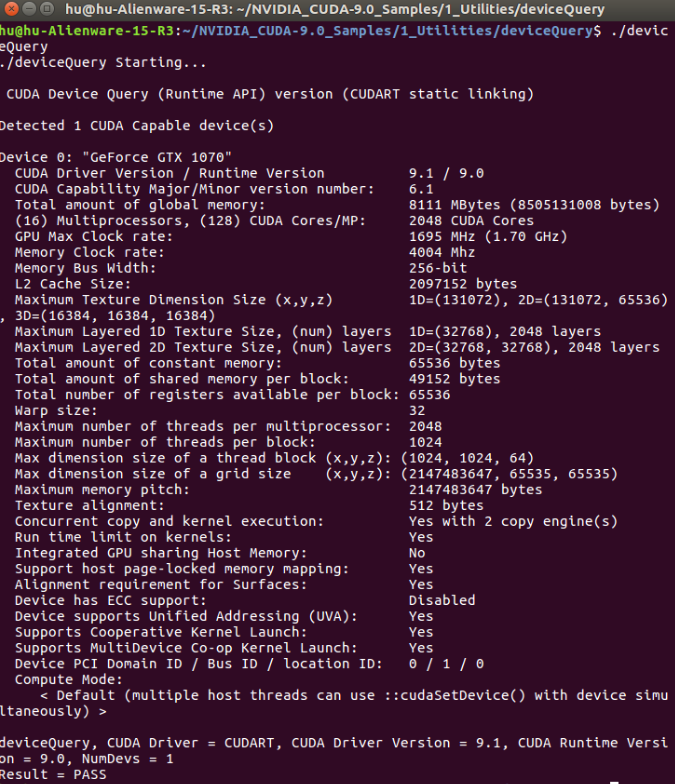 hu@hu-Alienware-15-R3: ~/NVIDIA_CUDA-9.0_Samples/1_Utilities/deviceQuery
hu@hu-Alienware-15-R3:~/NVIDIA_CUDA-9.0_Samples/1_Utilities/deviceQuery$ ./devic
eQuery
./deviceQuery Starting...
CUDA Device Query (Runtime API) version (CUDART static linking)
Detected 1 CUDA Capable device(s)
Device 0: "GeForce GTX 1070"
CUDA Driver Version / Runtime Version 9.1 / 9.0
CUDA Capability Major/Minor version number: 6.1
Total amount of global memory: 8111 MBytes (8505131008 bytes)
(16) Multiprocessors, (128) CUDA Cores/MP: 2048 CUDA Cores
GPU Max Clock rate: 1695 MHz (1.70 GHz)
Memory Clock rate: 4004 Mhz
Memory Bus Width: 256-bit
L2 Cache Size: 2097152 bytes
Maximum Texture Dimension Size (x,y,z) 1D=(131072), 2D=(131072, 65536)
, 3D=(16384, 16384, 16384)
Maximum Layered 1D Texture Size, (num) layers 1D=(32768), 2048 layers
Maximum Layered 2D Texture Size, (num) layers 2D=(32768, 32768), 2048 layers
Total amount of constant memory: 65536 bytes
Total amount of shared memory per block: 49152 bytes
Total number of registers available per block: 65536
Warp size: 32
Maximum number of threads per multiprocessor: 2048
Maximum number of threads per block: 1024
Max dimension size of a thread block (x,y,z): (1024, 1024, 64)
Max dimension size of a grid size (x,y,z): (2147483647, 65535, 65535)
Maximum memory pitch: 2147483647 bytes
Texture alignment: 512 bytes
Concurrent copy and kernel execution: Yes with 2 copy engine(s)
Run time limit on kernels: Yes
Integrated GPU sharing Host Memory: No
Support host page-locked memory mapping: Yes
Alignment requirement for Surfaces: Yes
Device has ECC support: Disabled
Device supports Unified Addressing (UVA): Yes
Supports Cooperative Kernel Launch: Yes
Supports MultiDevice Co-op Kernel Launch: Yes
Device PCI Domain ID / Bus ID / location ID: 0 / 1 / 0
Compute Mode:
< Default (multiple host threads can use ::cudaSetDevice() with device simu
ltaneously) >
deviceQuery, CUDA Driver = CUDART, CUDA Driver Version = 9.1, CUDA Runtime Versi
on = 9.0, NumDevs = 1
Result = PASS